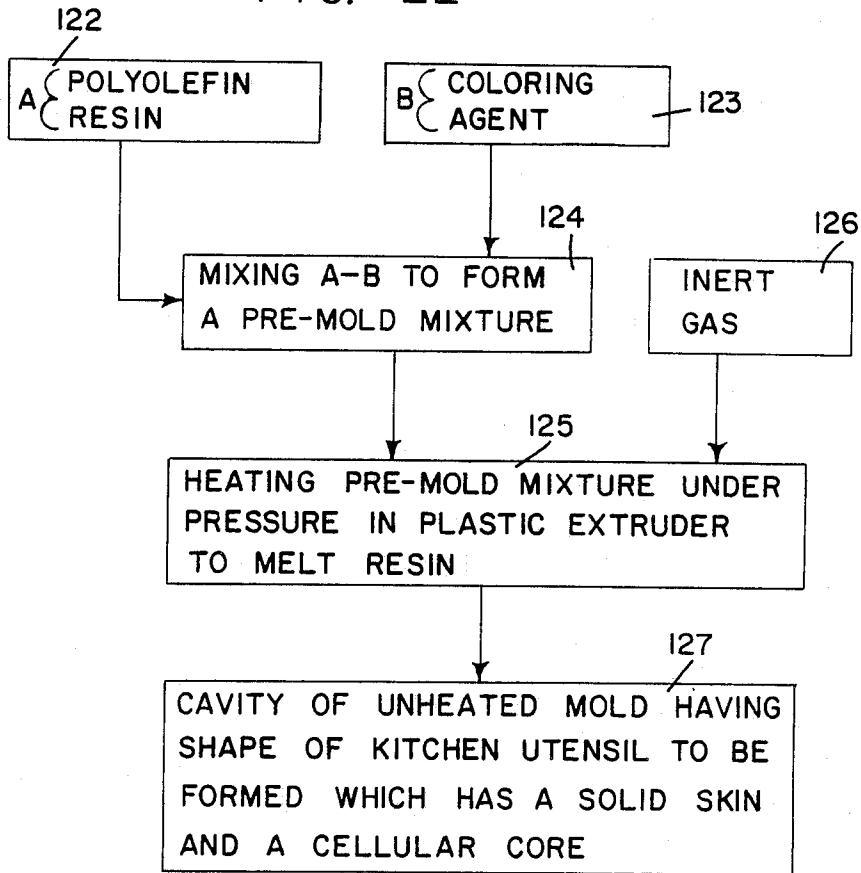 122
A { POLYOLEFIN
RESIN
B { COLORING
AGENT
123
124
MIXING A-B TO FORM
A PRE-MOLD MIXTURE
126
INERT
GAS
125
HEATING PRE-MOLD MIXTURE UNDER
PRESSURE IN PLASTIC EXTRUDER
TO MELT RESIN
127
CAVITY OF UNHEATED MOLD HAVING
SHAPE OF KITCHEN UTENSIL TO BE
FORMED WHICH HAS A SOLID SKIN
AND A CELLULAR CORE